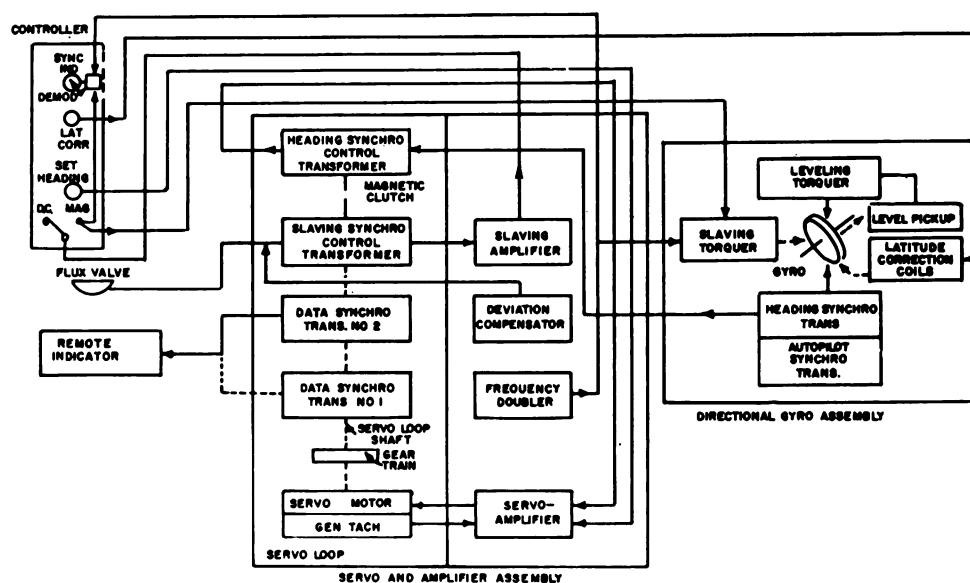 CONTROLLER
SYNC
IND
DEMOD
LAT
CORR
SET
HEADING
D.C.
MAG
FLUX VALVE
REMOTE
INDICATOR
HEADING SYNCHRO
CONTROL
TRANSFORMER
MAGNETIC
CLUTCH
SLAVING SYNCHRO
CONTROL
TRANSFORMER
DATA SYNCHRO
TRANS. NO 2
DATA SYNCHRO
TRANS NO 1
SERVO LOOP
SHAFT
GEAR
TRAIN
SERVO MOTOR
GEN TACH
SERVO LOOP
SLAVING
AMPLIFIER
DEVIATION
COMPENSATOR
FREQUENCY
DOUBLER
SERVO-
AMPLIFIER
SERVO AND AMPLIFIER ASSEMBLY
LEVELING
TORQUER
LEVEL PICKUP
SLAVING
TORQUER
GYRO
LATITUDE
CORRECTION
COILS
HEADING SYNCHRO
TRANS
AUTOPILOT
SYNCHRO
TRANS.
DIRECTIONAL GYRO ASSEMBLY